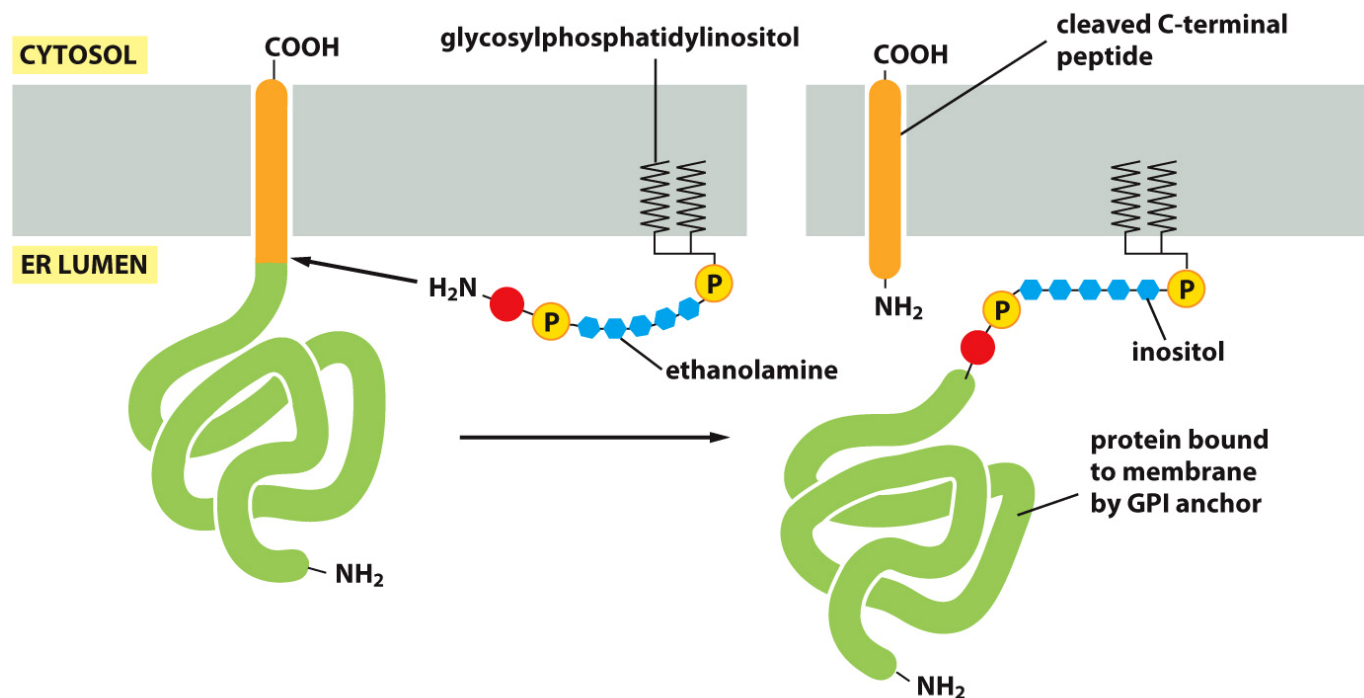 CYTOSOL
COOH
glycosylphosphatidylinositol
COOH
cleaved C-terminal
peptide
ER LUMEN
H₂N
P
P
ethanolamine
NH₂
P
P
inositol
NH₂
protein bound
to membrane
by GPI anchor
NH₂